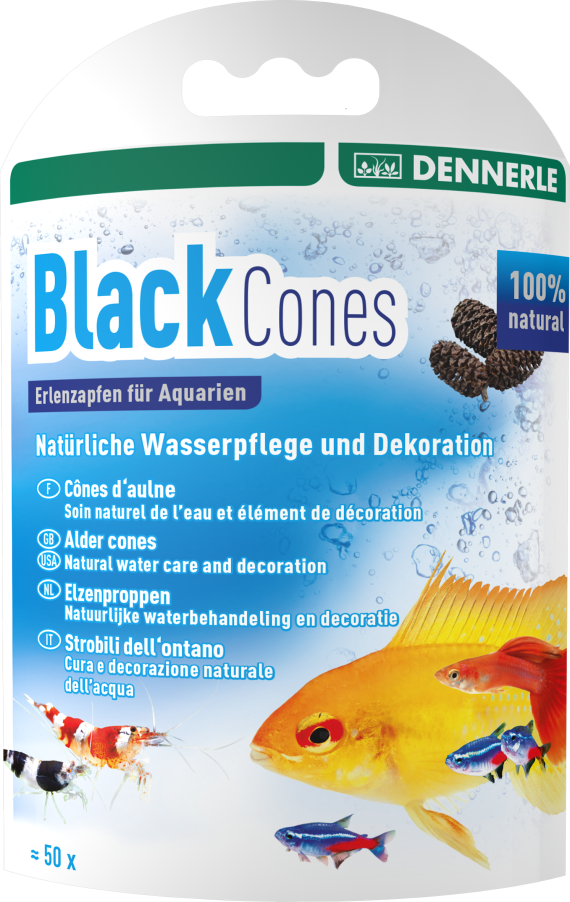 DENNERLE
Black Cones
100%
natural
Erlenzapfen für Aquarien
Natürliche Wasserpflege und Dekoration
F Cônes d'aulne
Soin naturel de l'eau et élément de décoration
GB Alder cones
USA Natural water care and decoration
NL Elzenproppen
Natuurlijke waterbehandeling en decoratie
IT Strobili dell'ontano
Cura e decorazione naturale
dell'acqua
≈ 50 x